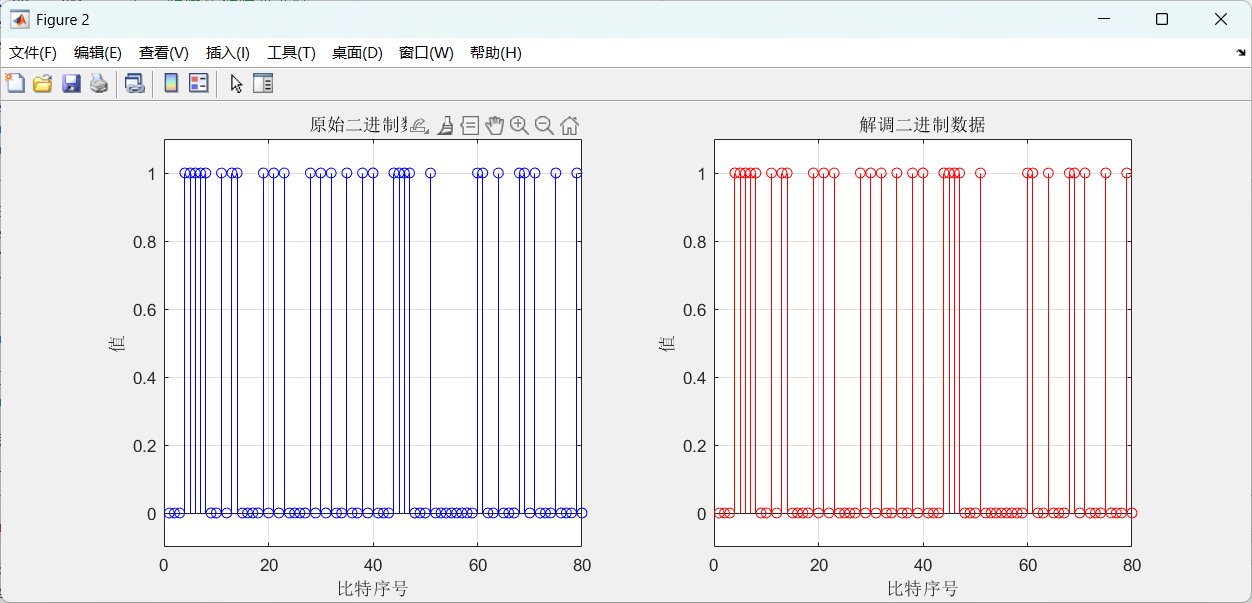 Figure 2
文件(F) 编辑(E) 查看(V) 插入(I) 工具(T) 桌面(D) 窗口(W) 帮助(H)
原始二进制 解调二进制数据
1 1
0.8 0.8
0.6 0.6
值 值
0.4 0.4
0.2 0.2
0 0
0 20 40 60 80 0 20 40 60 80
比特序号 比特序号